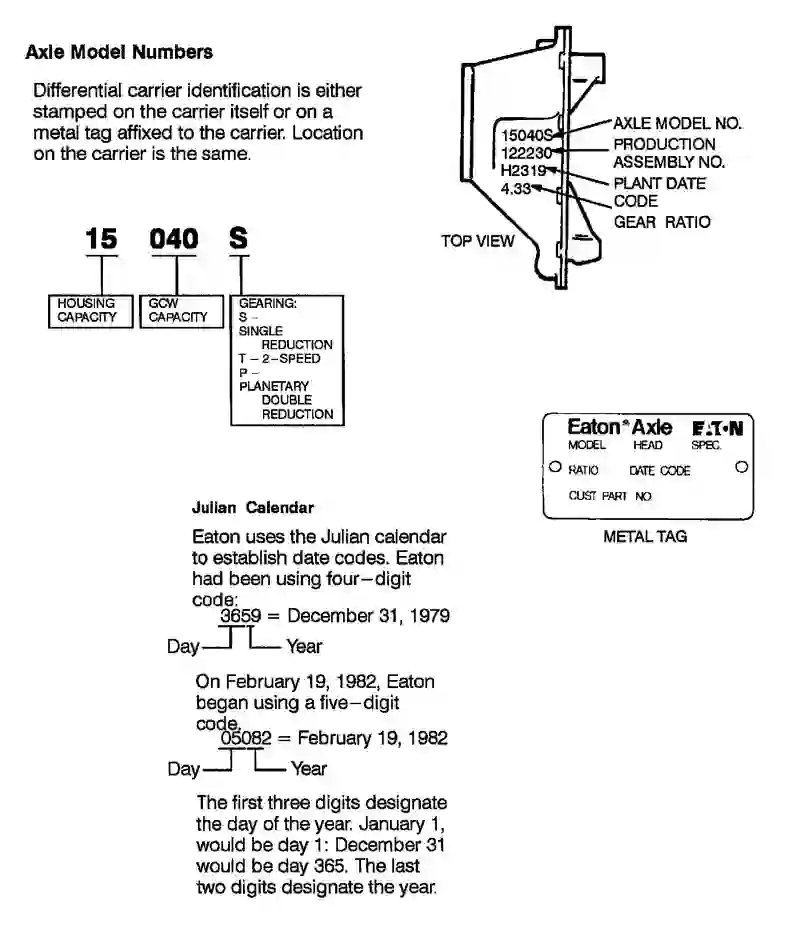 Axle Model Numbers
Differential carrier identification is either
stamped on the carrier itself or on a
metal tag affixed to the carrier. Location
on the carrier is the same.
15040S
122230
H2319
4.33
AXLE MODEL NO.
PRODUCTION
ASSEMBLY NO.
PLANT DATE
CODE
GEAR RATIO
TOP VIEW
15 040 S
HOUSING
CAPACITY
GCW
CAPACITY
GEARING:
S –
SINGLE
REDUCTION
T – 2–SPEED
P –
PLANETARY
DOUBLE
REDUCTION
Eaton® Axle EATON
MODEL HEAD SPEC.
RATIO DATE CODE
CUST PART NO
METAL TAG
Julian Calendar
Eaton uses the Julian calendar
to establish date codes. Eaton
had been using four–digit
code:
3659 = December 31, 1979
Day Year
On February 19, 1982, Eaton
began using a five–digit
code.
05082 = February 19, 1982
Day Year
The first three digits designate
the day of the year. January 1,
would be day 1: December 31
would be day 365. The last
two digits designate the year.